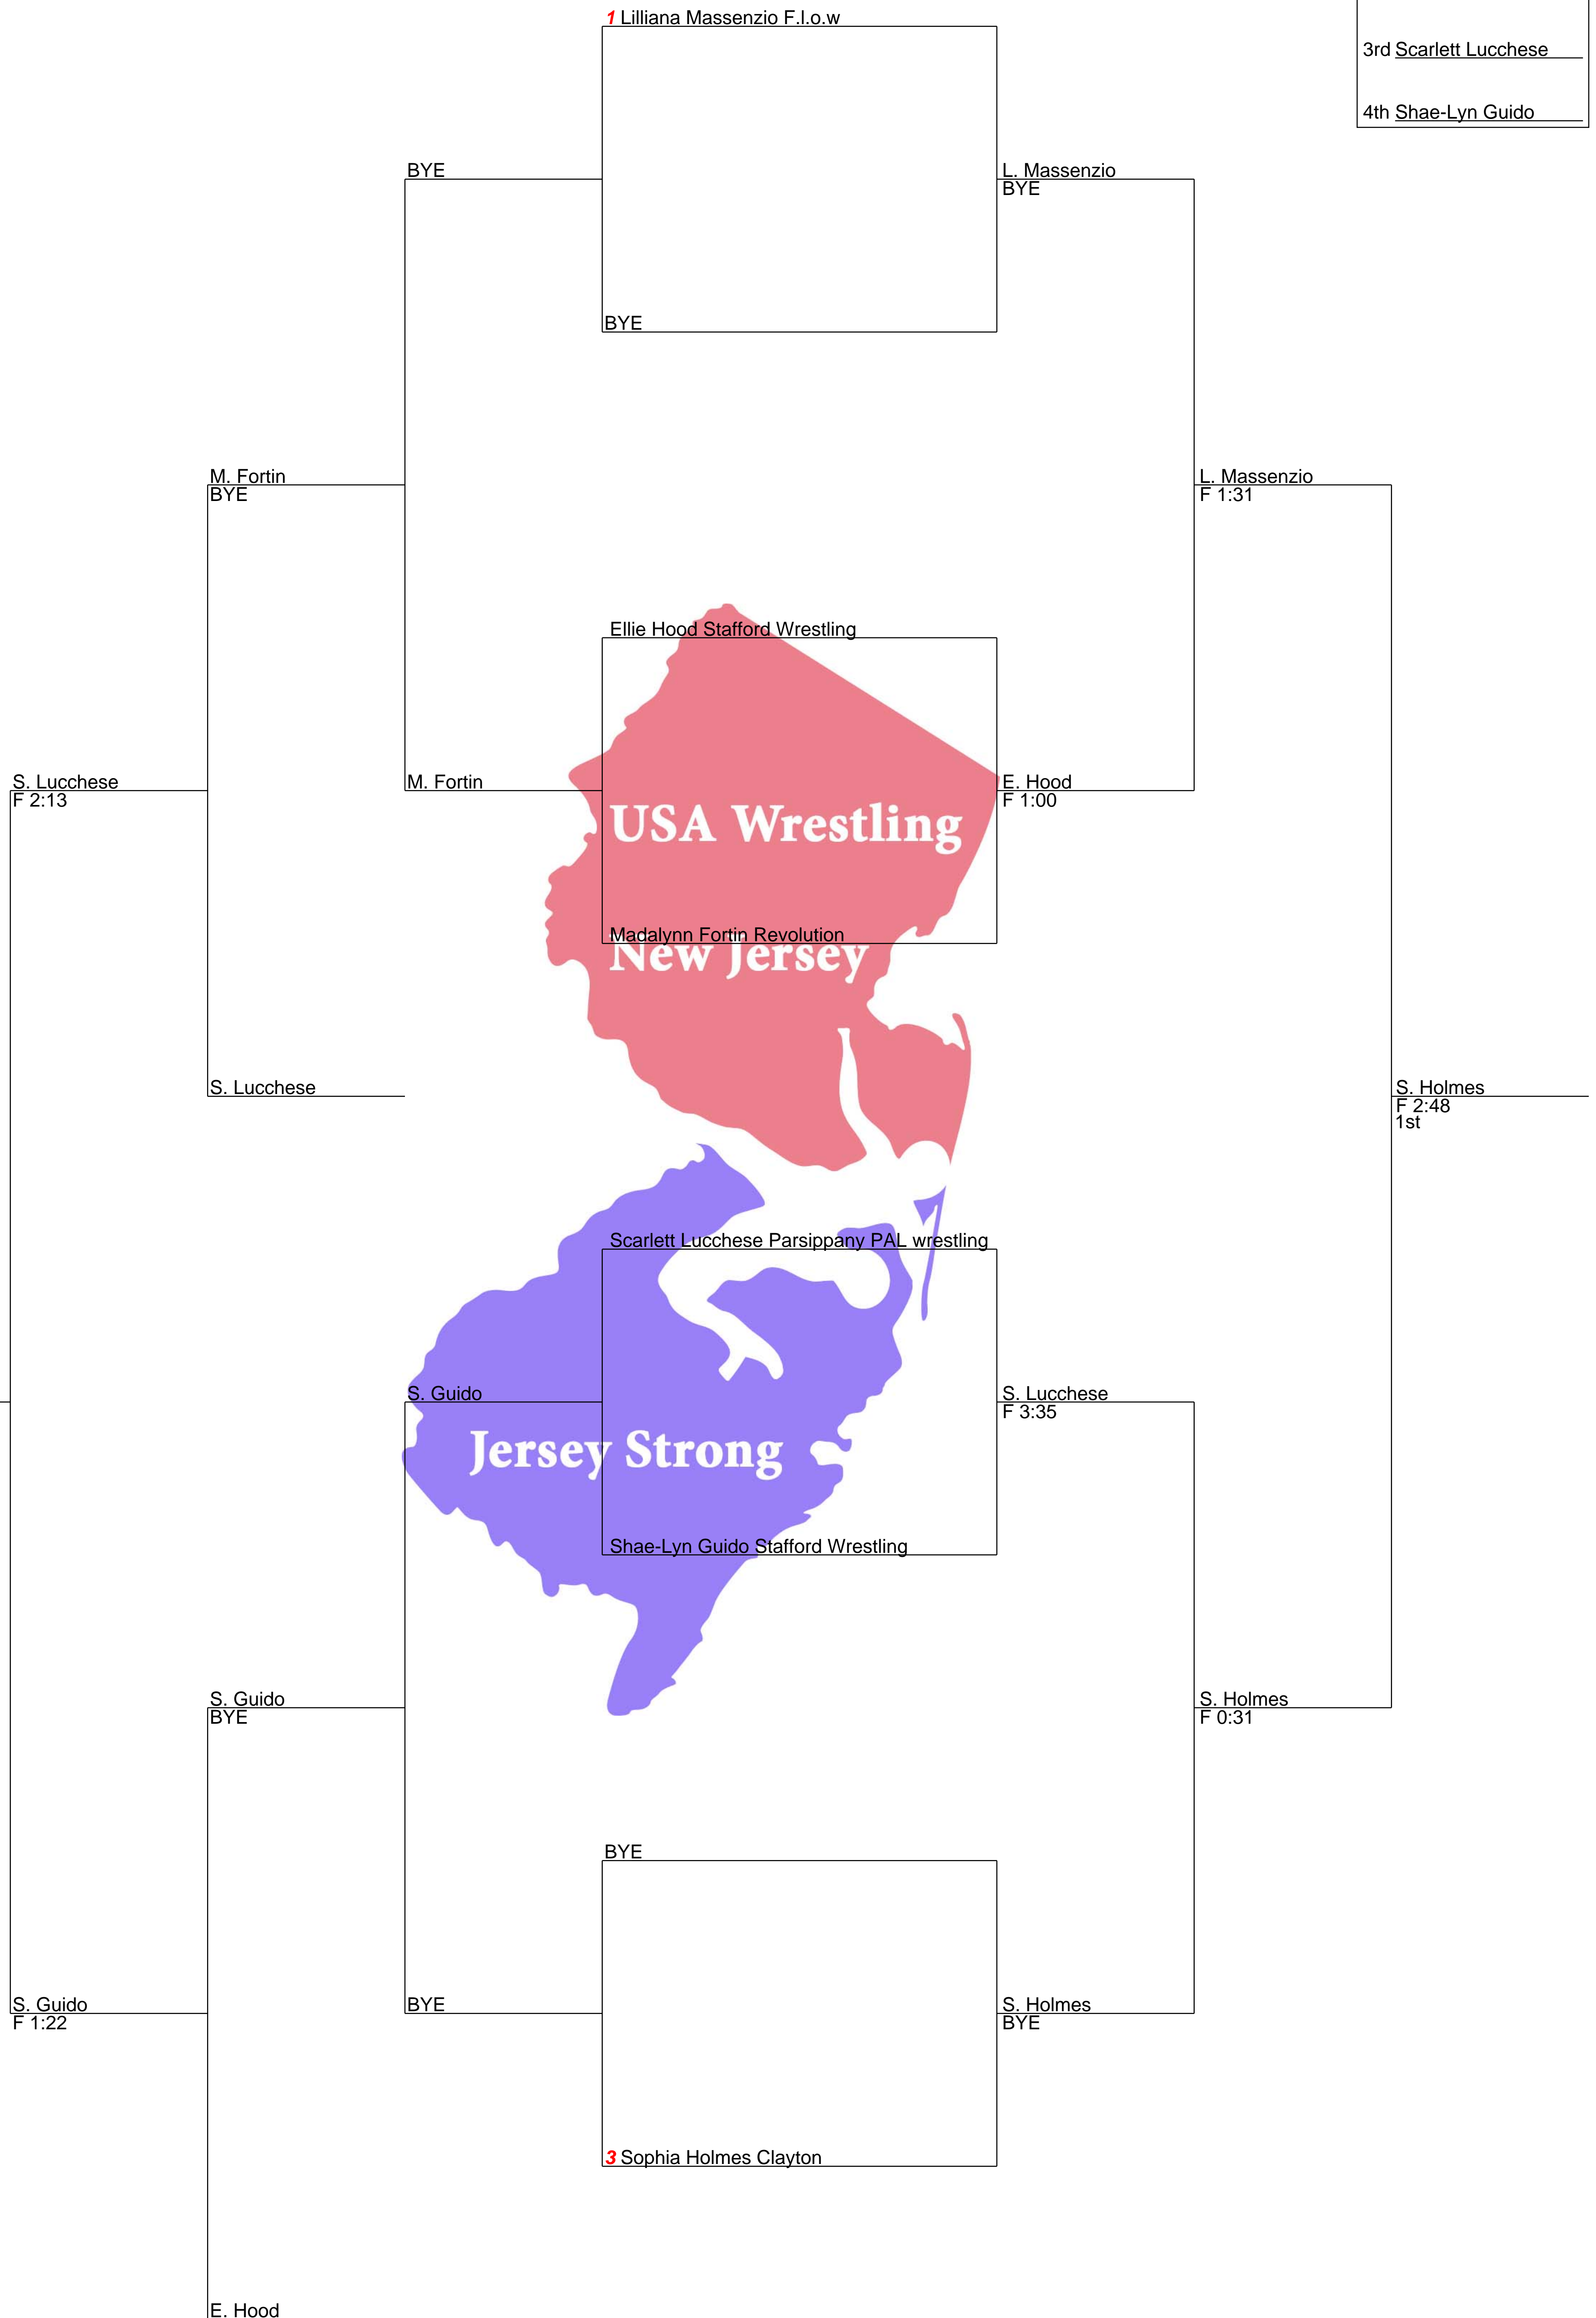 1 Lilliana Massenzio F.l.o.w
3rd Scarlett Lucchese
4th Shae-Lyn Guido
BYE
L. Massenzio
BYE
BYE
M. Fortin
BYE
L. Massenzio
F 1:31
Ellie Hood Stafford Wrestling
S. Lucchese
F 2:13
M. Fortin
E. Hood
F 1:00
USA Wrestling
Madalynn Fortin Revolution
New Jersey
S. Lucchese
S. Holmes
F 2:48
1st
Scarlett Lucchese Parsippany PAL wrestling
S. Guido
S. Lucchese
F 3:35
Jersey Strong
Shae-Lyn Guido Stafford Wrestling
S. Guido
BYE
S. Holmes
F 0:31
BYE
S. Guido
F 1:22
BYE
S. Holmes
BYE
3 Sophia Holmes Clayton
E. Hood